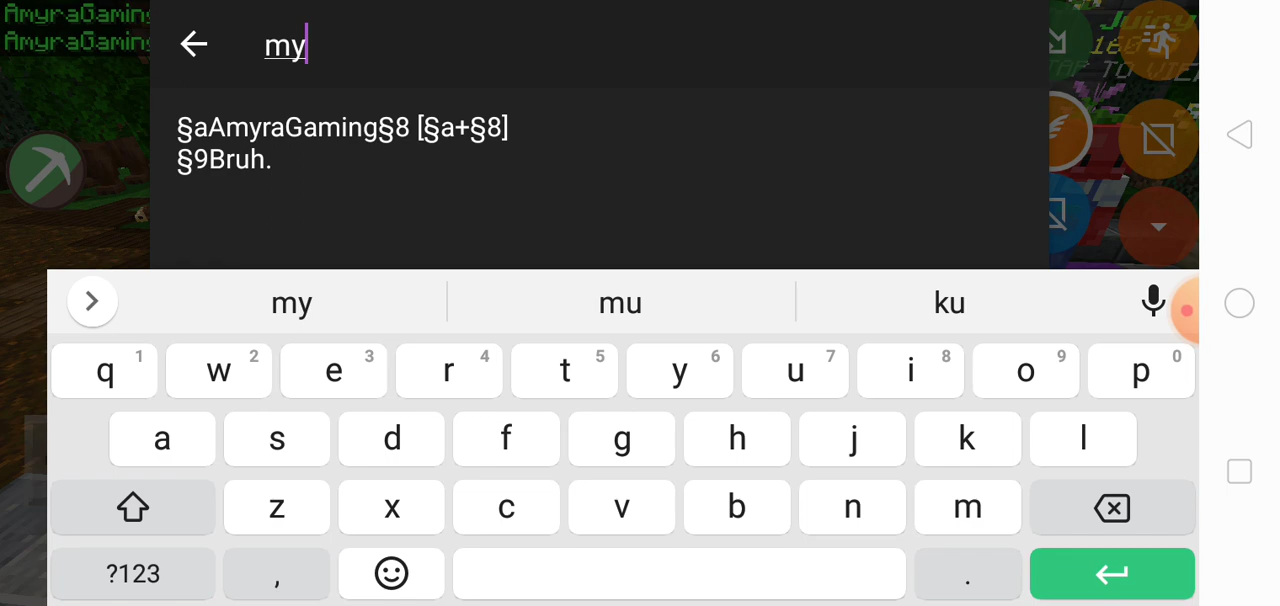 AmyraGaming
AmyraGaming
my
§aAmyraGaming§8 [§a+§8]
§9Bruh.
my mu ku
q 1 w 2 e 3 r 4 t 5 y 6 u 7 i 8 o 9 p 0
a s d f g h j k l
z x c v b n m
?123 , .